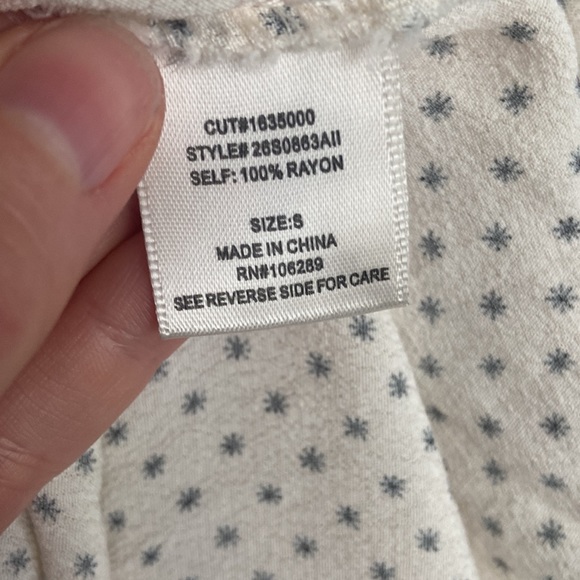 CUT#1635000
STYLE# 26S0863AII
SELF: 100% RAYON
SIZE:S
MADE IN CHINA
RN#106289
SEE REVERSE SIDE FOR CARE